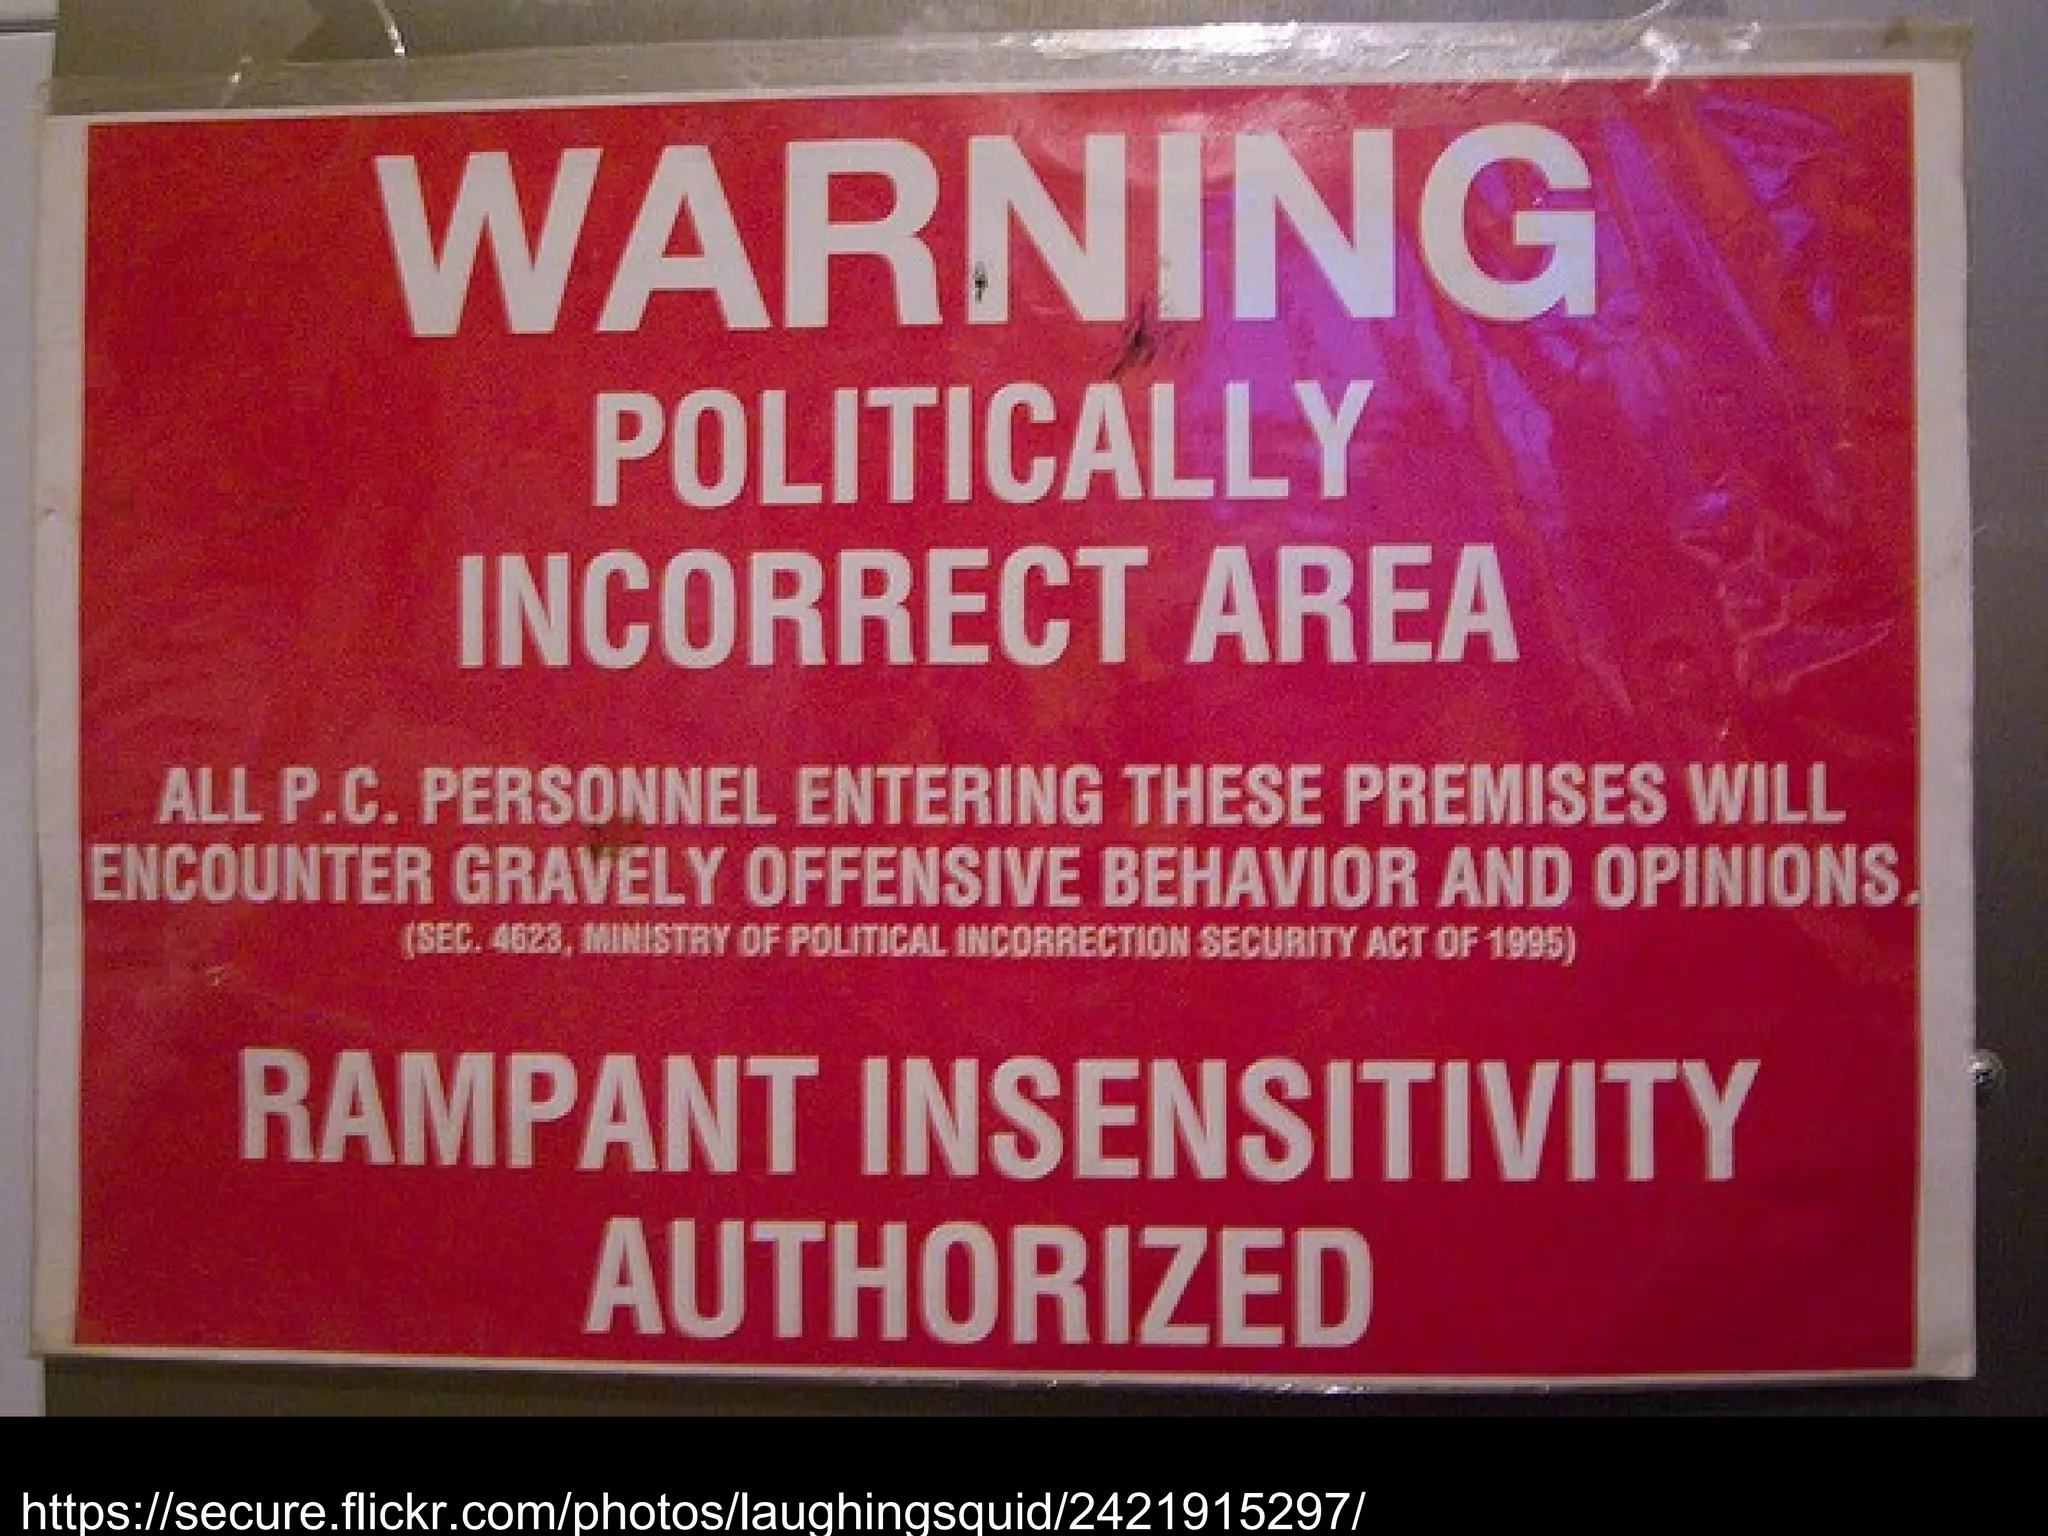 WARNING
POLITICALLY
INCORRECT AREA
ALL P.C. PERSONNEL ENTERING THESE PREMISES WILL
ENCOUNTER GRAVELY OFFENSIVE BEHAVIOR AND OPINIONS.
(SEC. 4623, MINISTRY OF POLITICAL INCORRECTION SECURITY ACT OF 1995)
RAMPANT INSENSITIVITY
AUTHORIZED
https://secure.flickr.com/photos/laughingsquid/2421915297/